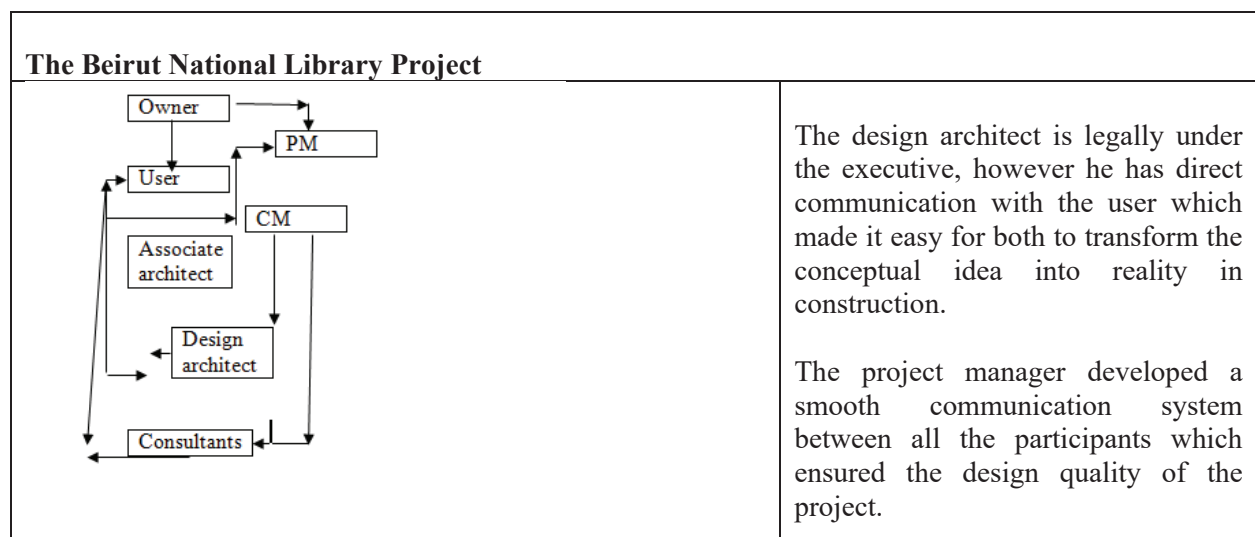 The Beirut National Library Project
Owner
PM
User
CM
Associate
architect
Design
architect
Consultants
The design architect is legally under
the executive, however he has direct
communication with the user which
made it easy for both to transform the
conceptual idea into reality in
construction.
The project manager developed a
smooth communication system
between all the participants which
ensured the design quality of the
project.